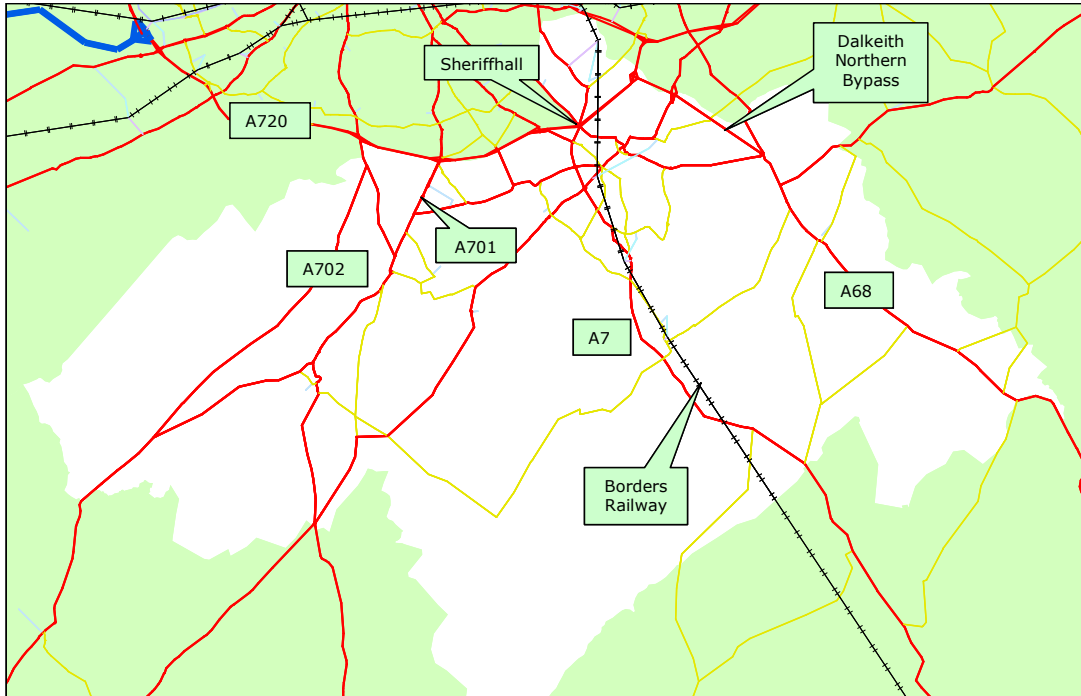 Sheriffhall
Dalkeith
Northern
Bypass
A720
A701
A702
A68
A7
Borders
Railway